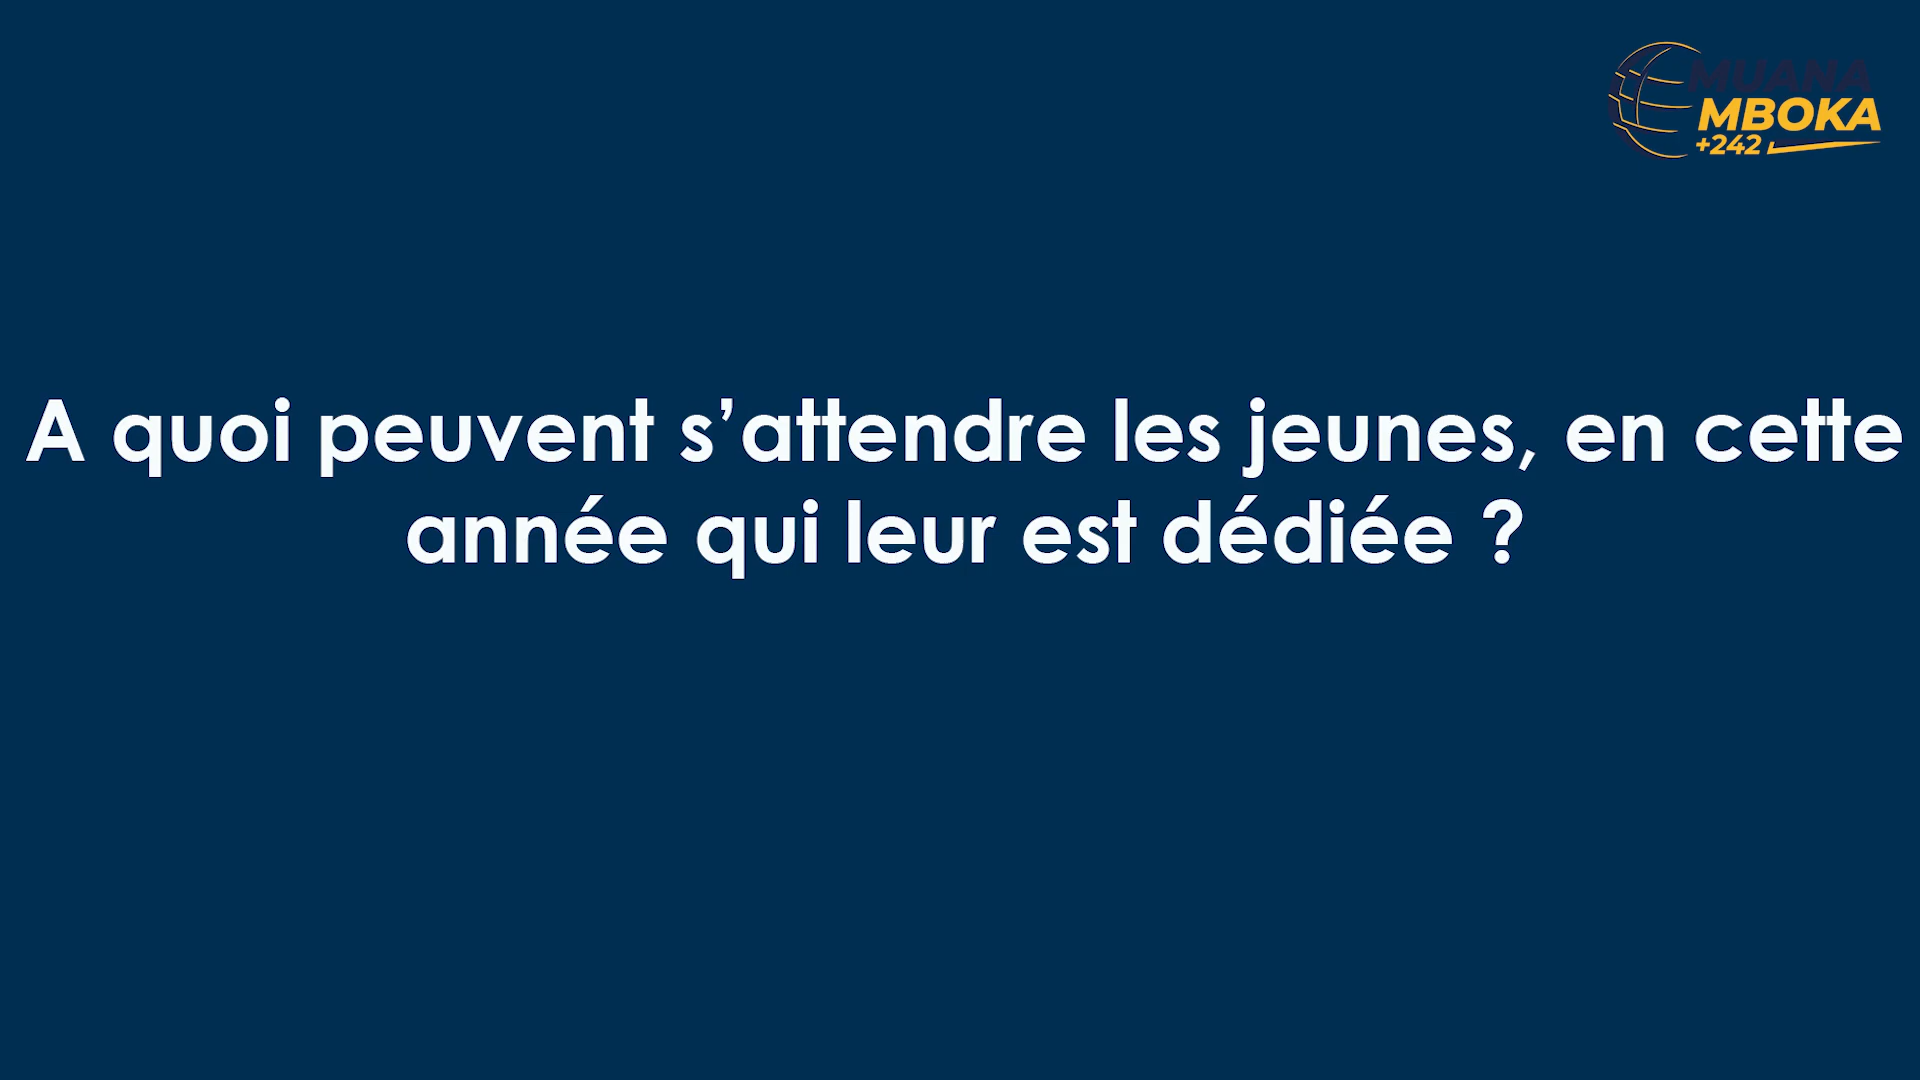 MUANA
MBOKA
+242
A quoi peuvent s’attendre les jeunes, en cette
année qui leur est dédiée ?